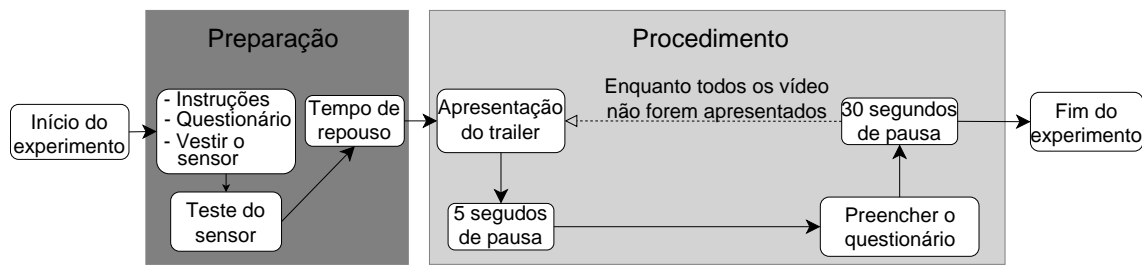 Preparação
Procedimento
Início do
experimento
- Instruções
- Questionário
- Vestir o
sensor
Teste do
sensor
Tempo de
repouso
Apresentação
do trailer
Enquanto todos os vídeo
não forem apresentados
5 segudos
de pausa
Preencher o
questionário
30 segundos
de pausa
Fim do
experimento